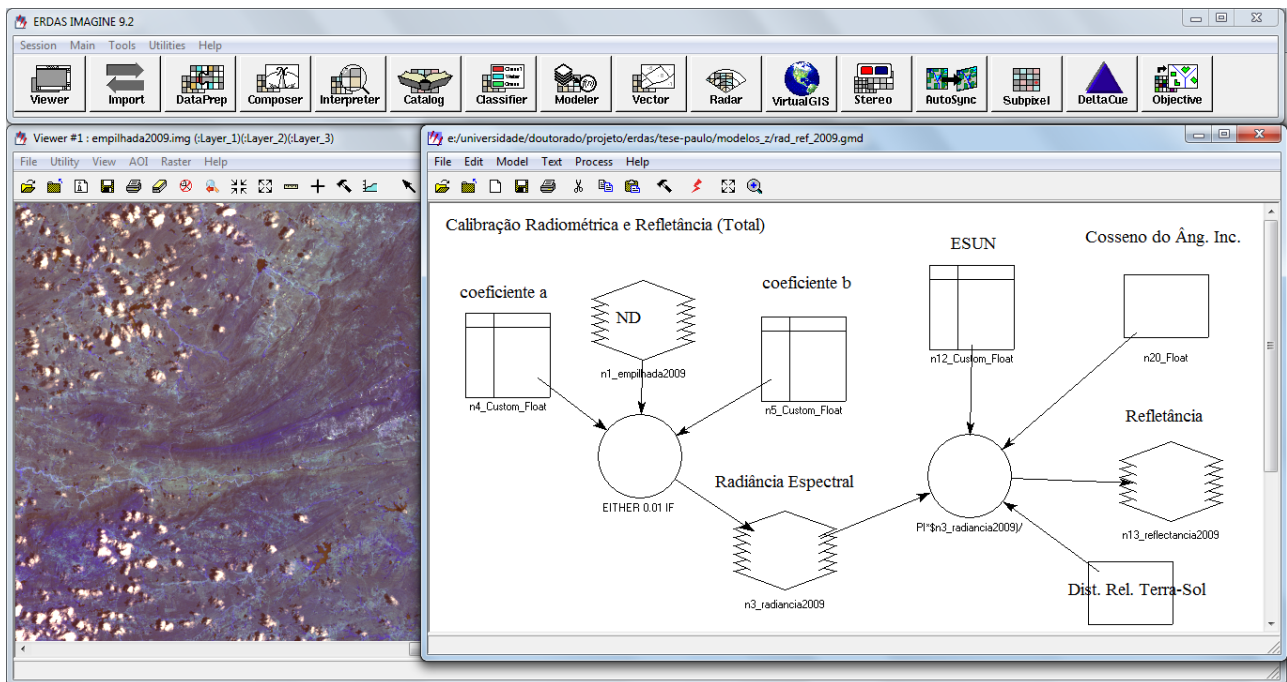 ERDAS IMAGINE 9.2
Session Main Tools Utilities Help
Viewer Import DataPrep Composer Interpreter Catalog Classifier Modeler Vector Radar VirtualGIS Stereo AutoSync Subpixel DeltaCue Objective
Viewer #1 : empilhada2009.img (:Layer_1)(:Layer_2)(:Layer_3)
File Utility View AOI Raster Help
e:/universidade/doutorado/projeto/erdas/tese-paulo/modelos_z/rad_ref_2009.gmd
File Edit Model Text Process Help
Calibração Radiométrica e Refletância (Total)
ESUN
Cosseno do Âng. Inc.
coeficiente a
coeficiente b
ND
n1_empilhada2009
n12_Custom_Float
n20_Float
n4_Custom_Float
n5_Custom_Float
Refletância
Radiância Espectral
EITHER 0.01 IF
PI*$n3_radiancia2009)/
n13_reflectancia2009
Dist. Rel. Terra-Sol
n3_radiancia2009